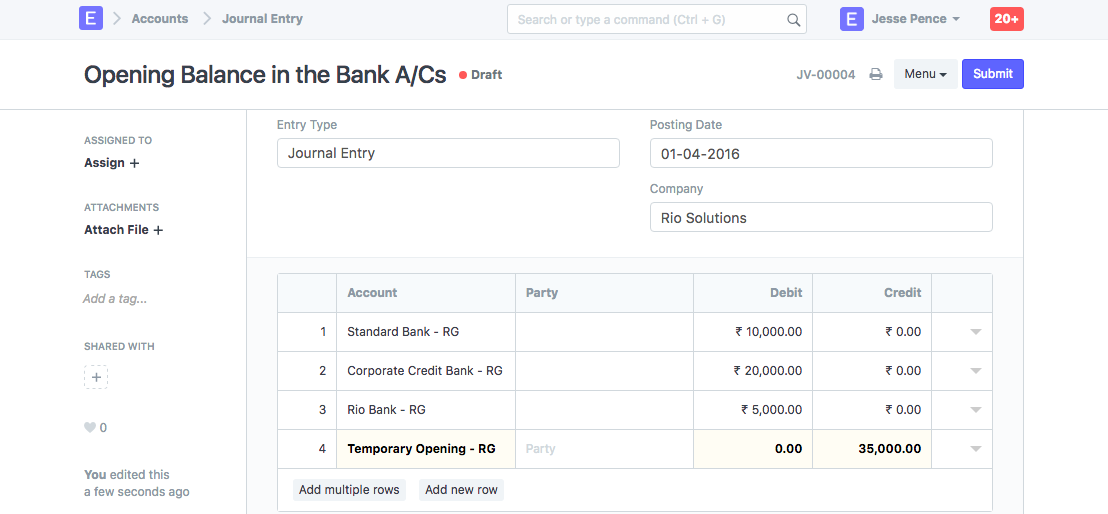 E Accounts Journal Entry Search or type a command (Ctrl + G) E Jesse Pence 20+
Opening Balance in the Bank A/Cs Draft JV-00004 Menu Submit
ASSIGNED TO
Assign +
ATTACHMENTS
Attach File +
TAGS
Add a tag...
SHARED WITH
+
0
You edited this
a few seconds ago
Entry Type
Journal Entry
Posting Date
01-04-2016
Company
Rio Solutions
Account Party Debit Credit
1 Standard Bank - RG ₹ 10,000.00 ₹ 0.00
2 Corporate Credit Bank - RG ₹ 20,000.00 ₹ 0.00
3 Rio Bank - RG ₹ 5,000.00 ₹ 0.00
4 Temporary Opening - RG Party 0.00 35,000.00
Add multiple rows Add new row